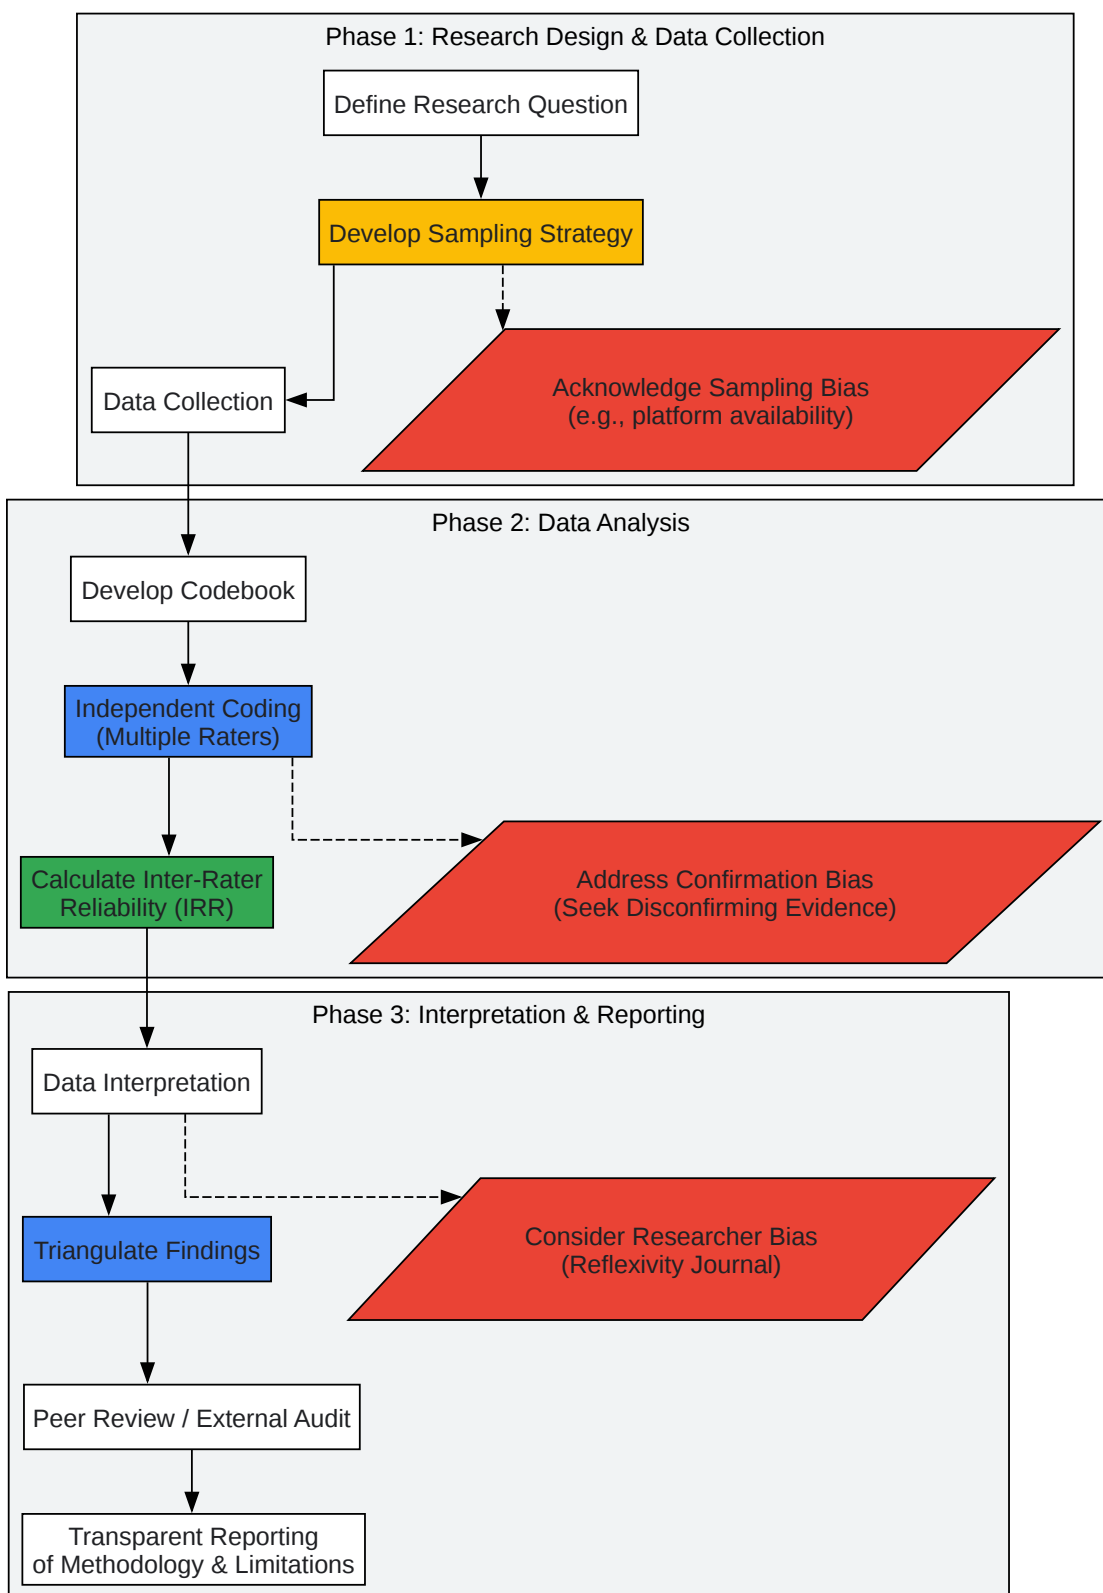 Phase 1: Research Design & Data Collection
Define Research Question
Develop Sampling Strategy
Acknowledge Sampling Bias
(e.g., platform availability)
Data Collection
Phase 2: Data Analysis
Develop Codebook
Independent Coding
(Multiple Raters)
Calculate Inter-Rater
Reliability (IRR)
Address Confirmation Bias
(Seek Disconfirming Evidence)
Phase 3: Interpretation & Reporting
Data Interpretation
Triangulate Findings
Consider Researcher Bias
(Reflexivity Journal)
Peer Review / External Audit
Transparent Reporting
of Methodology & Limitations